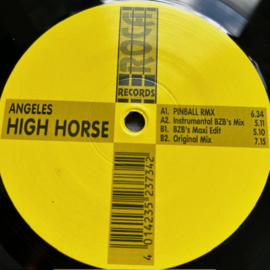 ROCH
RECORDS
ANGELES
HIGH HORSE
A1. PINBALL RMX 6.34
A2. Instrumental BZB's Mix 5.11
B1. BZB's Maxi Edit 5.10
B2. Original Mix 7.15
4 014235 237342